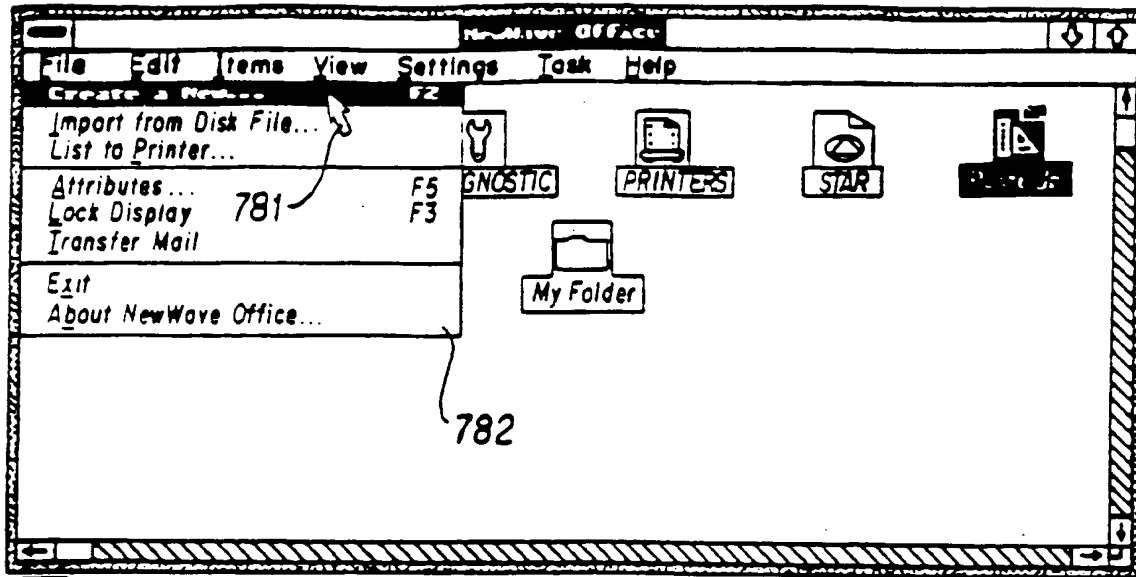 NewWave Office
File Edit Items View Settings Task Help
Create a New... F2
Import from Disk File...
List to Printer...
Attributes... F5
Lock Display F3
Transfer Mail
Exit
About NewWave Office...
GNOSTIC
PRINTERS
STAR
My Folder
781
782